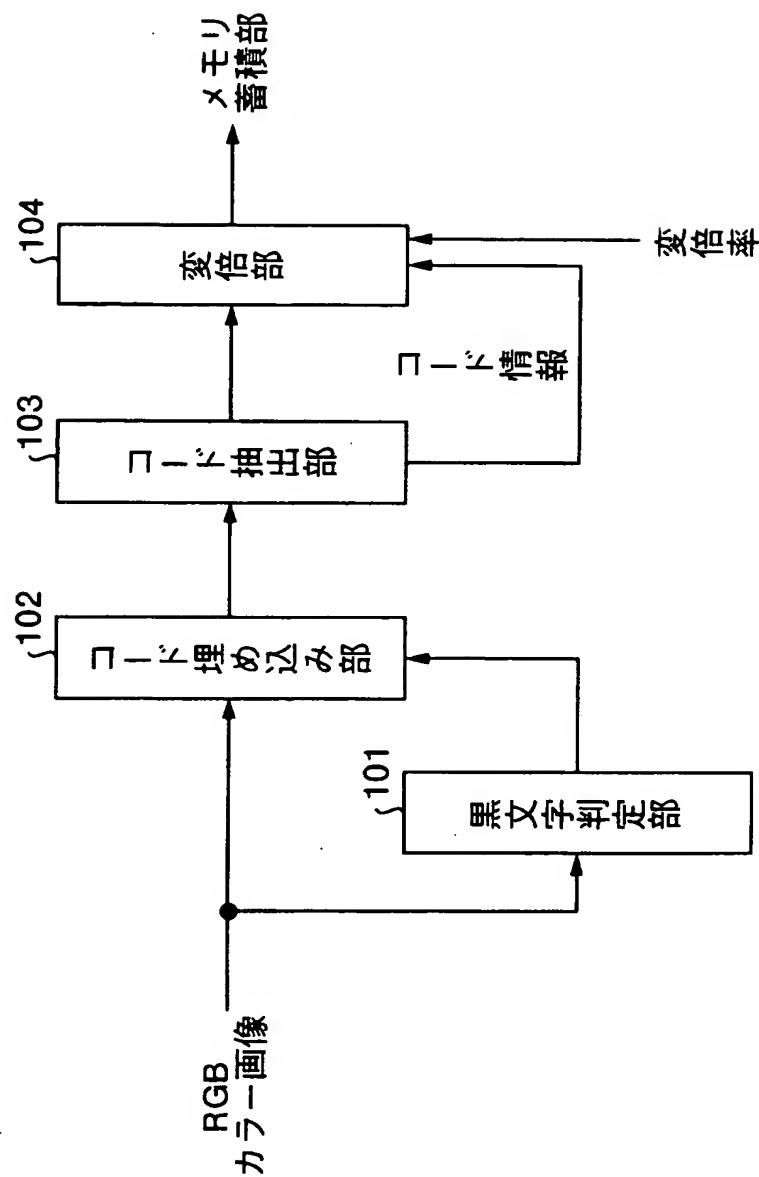 RGB
カラー画像
101
黒文字判定部
102
コード埋め込み部
103
コード抽出部
コード情報
104
変倍部
変倍率
メモリ
蓄積部